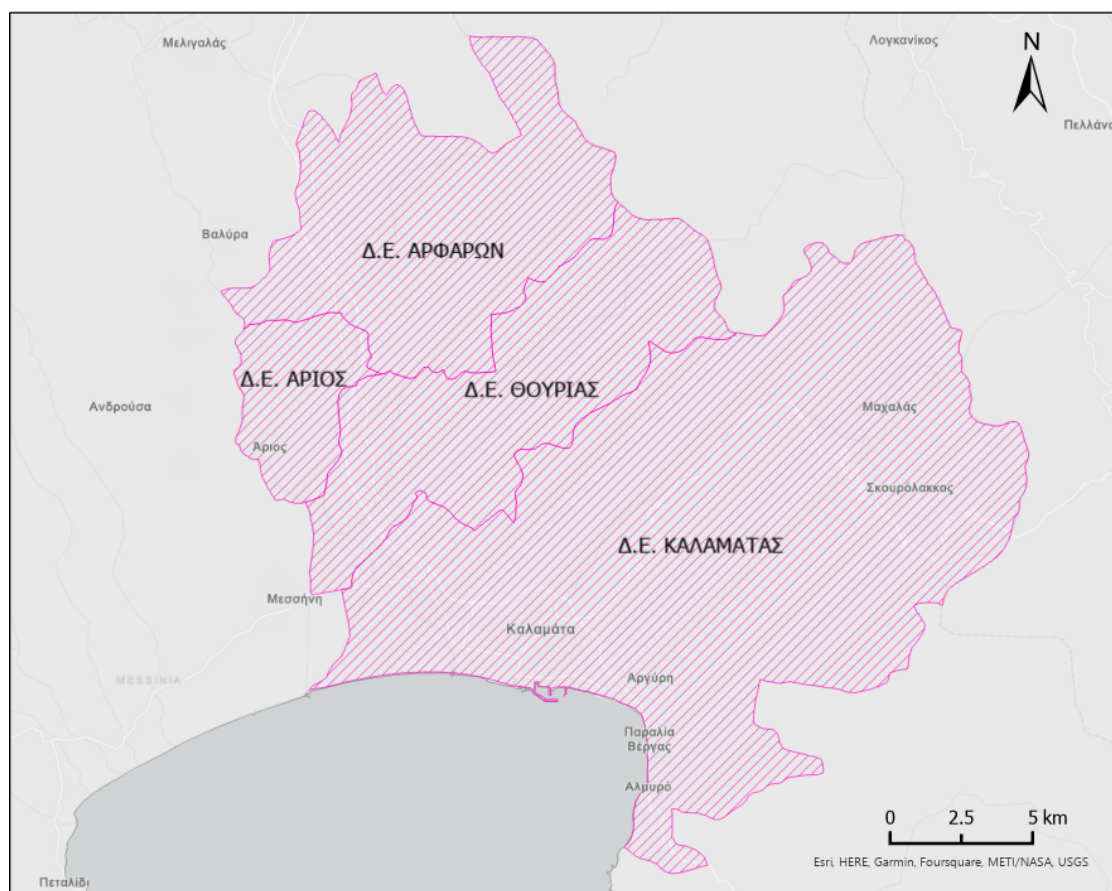 Μελιγαλάς
Λογκανίκος
N
Πελλάνα
Βαλύρα
Δ.Ε. ΑΡΦΑΡΩΝ
Δ.Ε. ΑΡΙΟΣ
Δ.Ε. ΘΟΥΡΙΑΣ
Ανδρούσα
Μαχαλάς
Άριος
Σκουρόλακκος
Δ.Ε. ΚΑΛΑΜΑΤΑΣ
Μεσσήνη
Καλαμάτα
MESSINIA
Αργύρη
Παραλία
Βέργας
Αλμυρό
0 2.5 5 km
Esri, HERE, Garmin, Foursquare, METI/NASA, USGS
Πεταλίδι